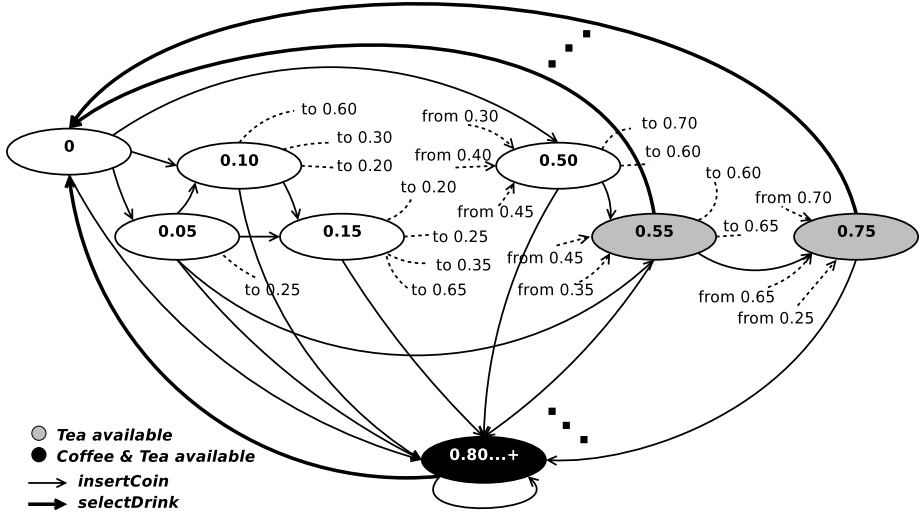 0
0.10
0.05
0.15
0.50
0.55
0.75
0.80...+
to 0.60
to 0.30
to 0.20
to 0.25
to 0.20
to 0.25
to 0.35
to 0.65
from 0.30
from 0.40
from 0.45
to 0.70
to 0.60
from 0.45
from 0.35
to 0.60
to 0.65
from 0.70
from 0.65
from 0.25
Tea available
Coffee & Tea available
insertCoin
selectDrink